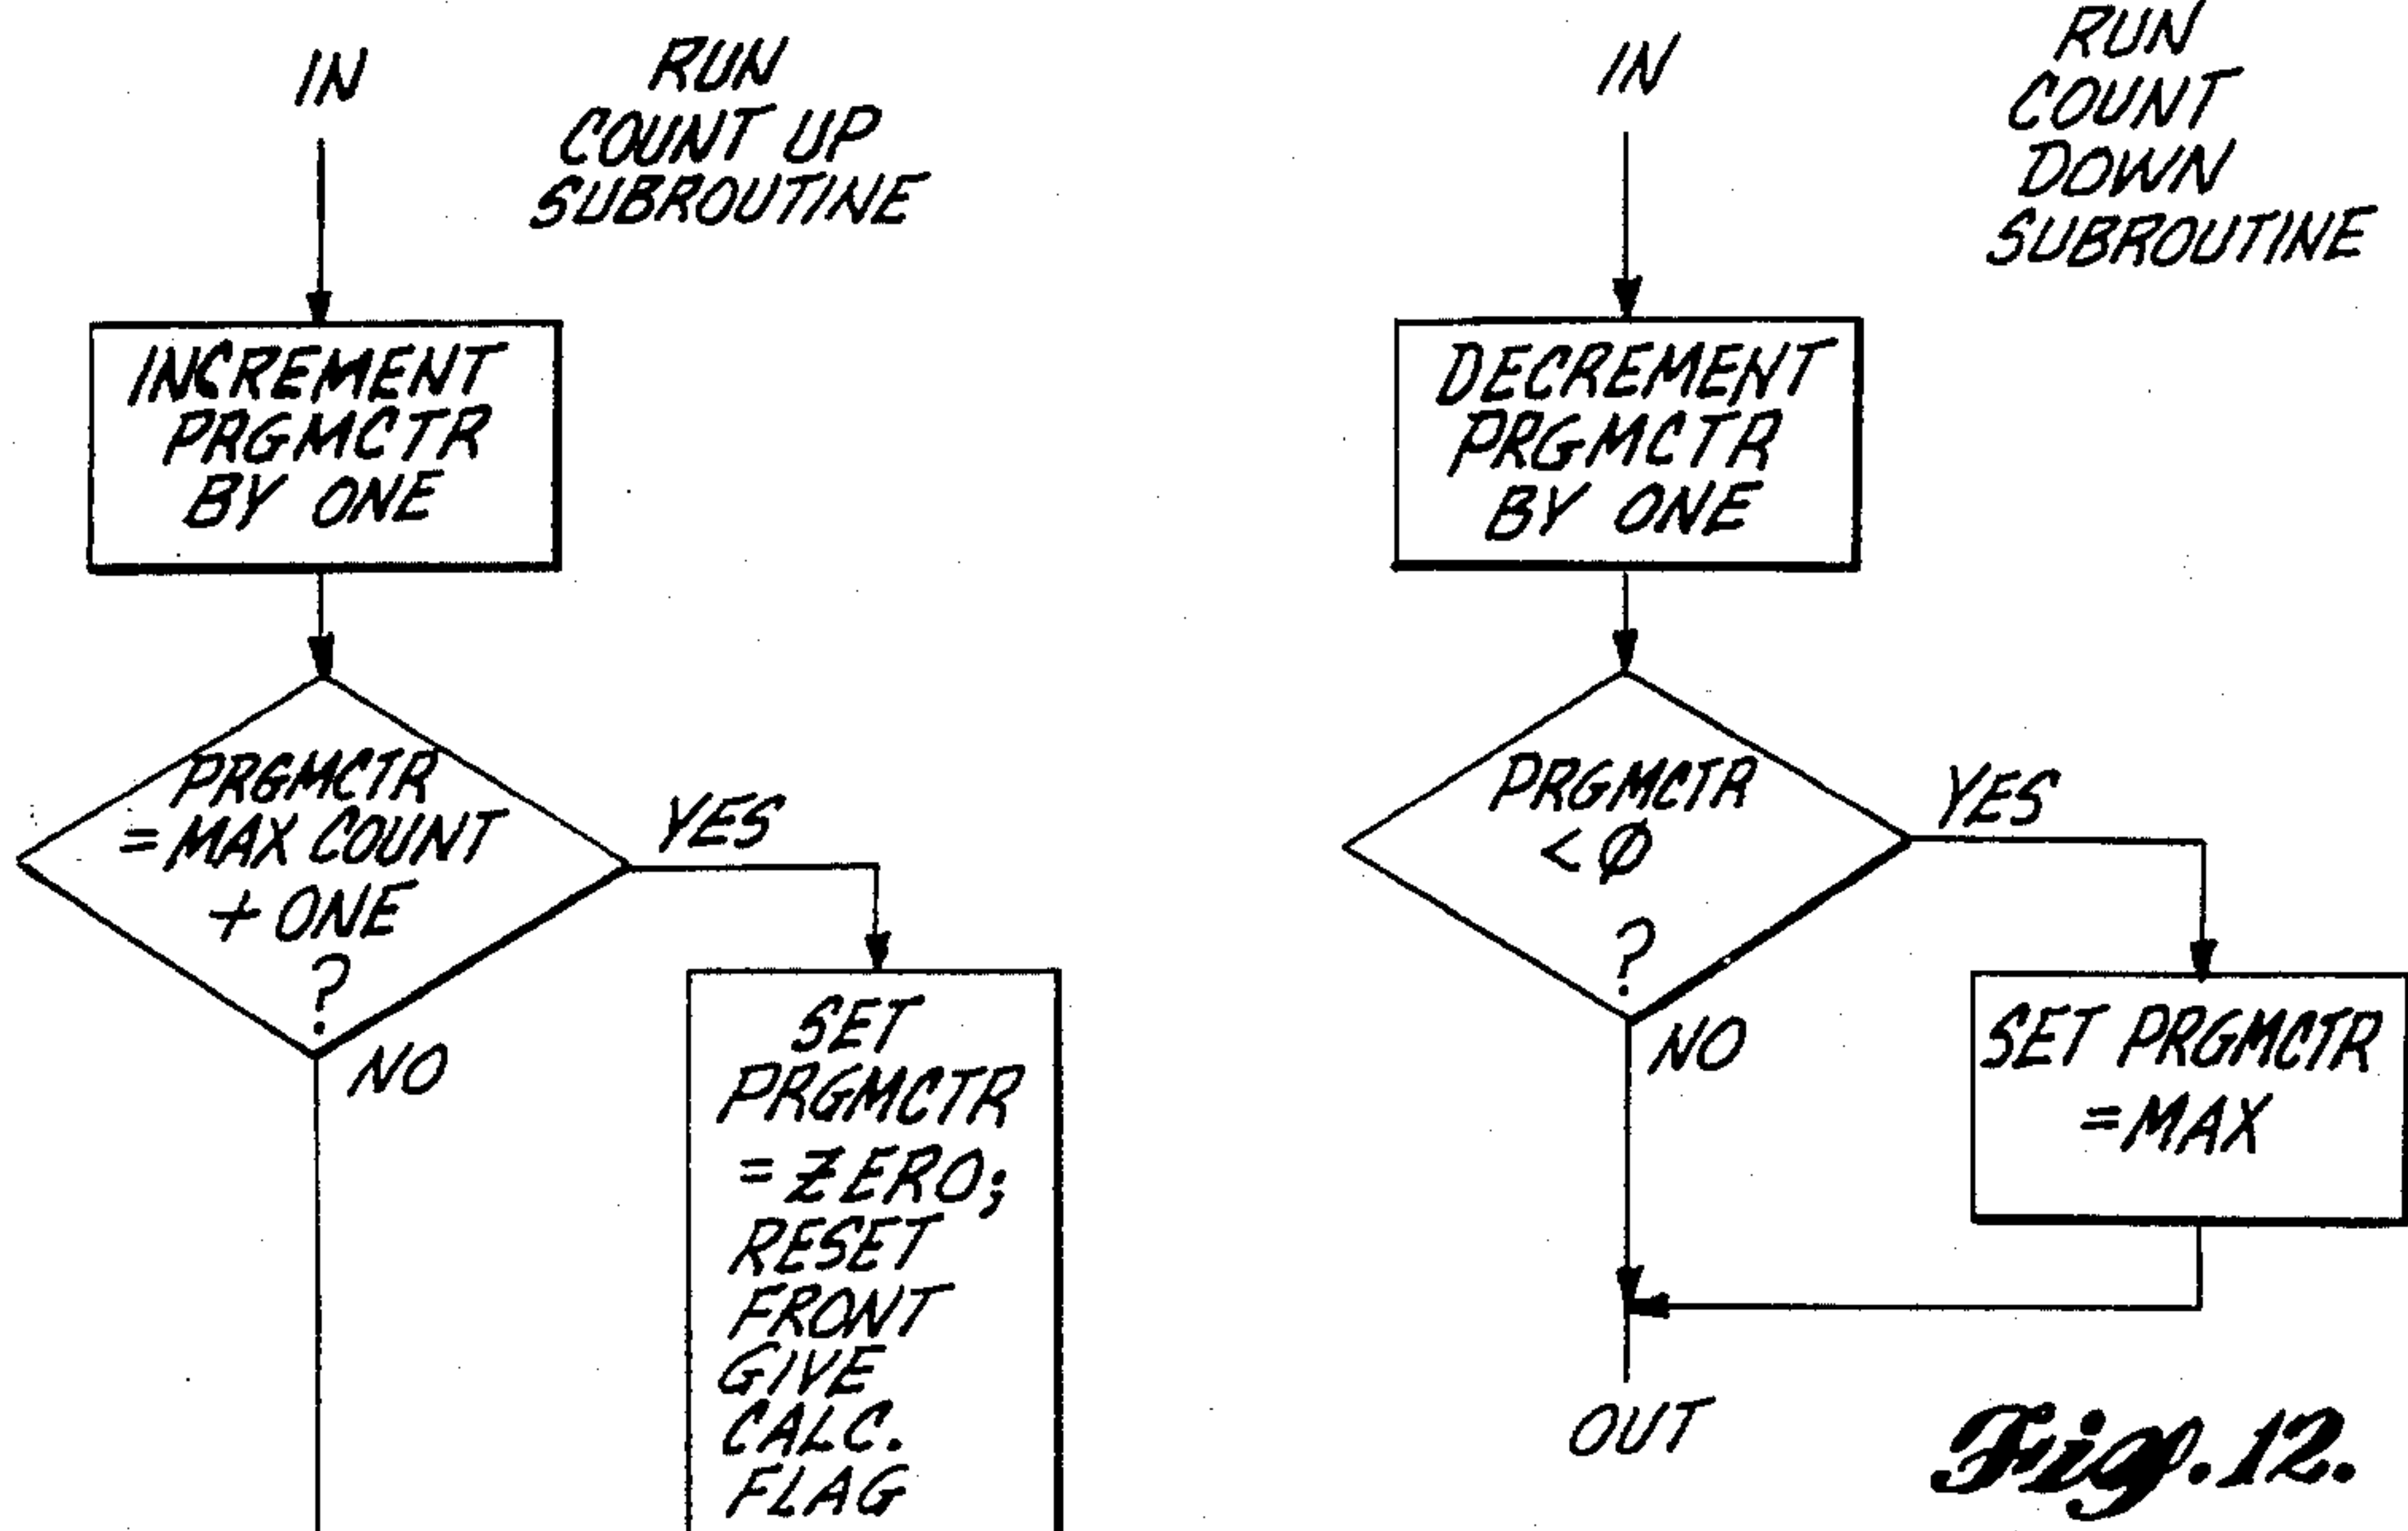 IN
RUN
COUNT UP
SUBROUTINE
INCREMENT
PRGMCTR
BY ONE
PRGMCTR
= MAX COUNT
+ ONE
?
YES
NO
SET
PRGMCTR
= ZERO;
RESET
FRONT
GIVE
CALC.
FLAG
IN
RUN
COUNT
DOWN
SUBROUTINE
DECREMENT
PRGMCTR
BY ONE
PRGMCTR
< Ø
?
YES
NO
SET PRGMCTR
= MAX
OUT
Fig. 12.